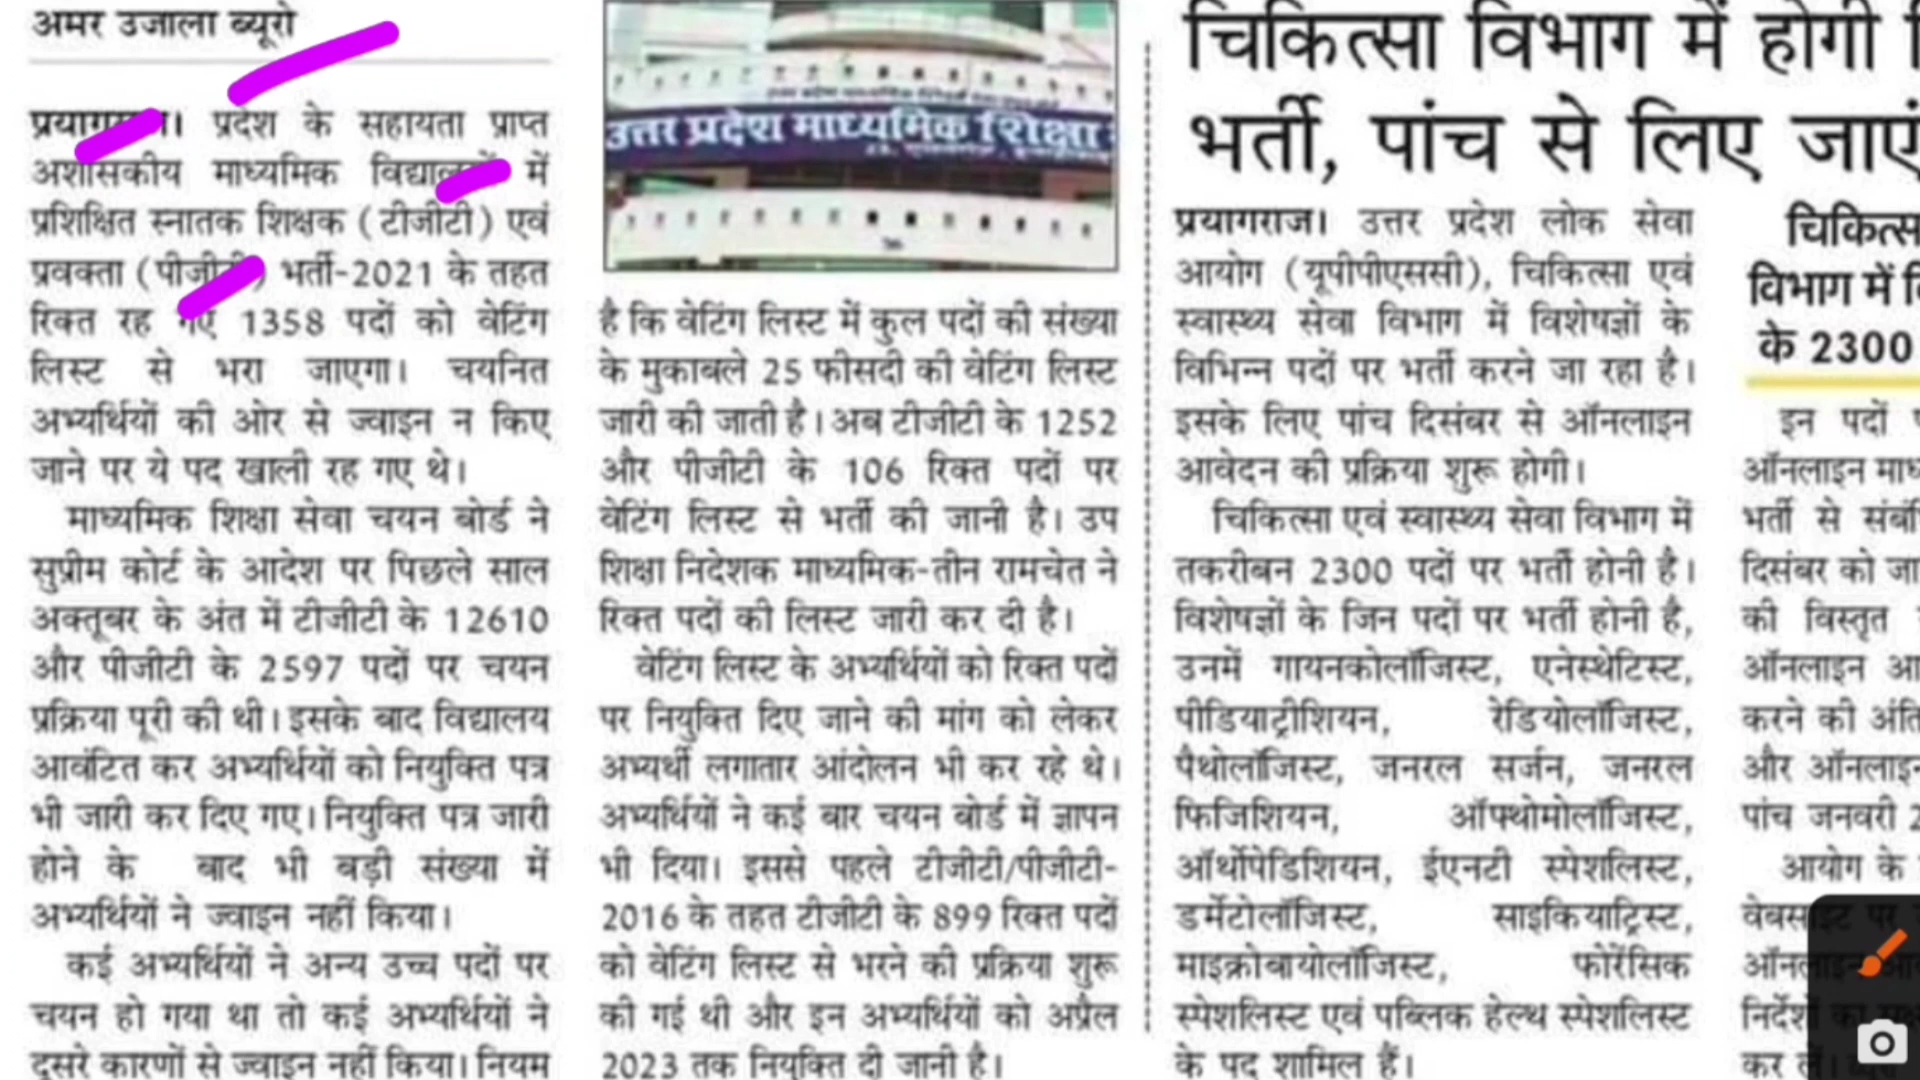 अमर उजाला ब्यूरो
प्रदेश के सहायता प्राप्त
अशासकीय माध्यमिक में
प्रशिक्षित स्नातक शिक्षक (टीजीटी) एवं
प्रवक्ता भर्ती-2021 के तहत
रिक्त रह गए 1358 पदों को वेटिंग
लिस्ट से भरा जाएगा। चयनित
अभ्यर्थियों की ओर से ज्वाइन न किए
जाने पर ये पद खाली रह गए थे।
माध्यमिक शिक्षा सेवा चयन बोर्ड ने
सुप्रीम कोर्ट के आदेश पर पिछले साल
अक्तूबर के अंत में टीजीटी के 12610
और पीजीटी के 2597 पदों पर चयन
प्रक्रिया पूरी की थी। इसके बाद विद्यालय
आवंटित कर अभ्यर्थियों को नियुक्ति पत्र
भी जारी कर दिए गए। नियुक्ति पत्र जारी
होने के बाद भी बड़ी संख्या में
अभ्यर्थियों ने ज्वाइन नहीं किया।
कई अभ्यर्थियों ने अन्य उच्च पदों पर
चयन हो गया था तो कई अभ्यर्थियों ने
दूसरे कारणों से ज्वाइन नहीं किया। नियम
उत्तर प्रदेश माध्यमिक शिक्षा
है कि वेटिंग लिस्ट में कुल पदों की संख्या
के मुकाबले 25 फीसदी की वेटिंग लिस्ट
जारी की जाती है। अब टीजीटी के 1252
और पीजीटी के 106 रिक्त पदों पर
वेटिंग लिस्ट से भर्ती की जानी है। उप
शिक्षा निदेशक माध्यमिक-तीन रामचेत ने
रिक्त पदों की लिस्ट जारी कर दी है।
वेटिंग लिस्ट के अभ्यर्थियों को रिक्त पदों
पर नियुक्ति दिए जाने की मांग को लेकर
अभ्यर्थी लगातार आंदोलन भी कर रहे थे।
अभ्यर्थियों ने कई बार चयन बोर्ड में ज्ञापन
भी दिया। इससे पहले टीजीटी/पीजीटी-
2016 के तहत टीजीटी के 899 रिक्त पदों
को वेटिंग लिस्ट से भरने की प्रक्रिया शुरू
की गई थी और इन अभ्यर्थियों को अप्रैल
2023 तक नियुक्ति दी जानी है।
चिकित्सा विभाग में होगी
भर्ती, पांच से लिए जाएं
प्रयागराज। उत्तर प्रदेश लोक सेवा
आयोग (यूपीपीएससी), चिकित्सा एवं
स्वास्थ्य सेवा विभाग में विशेषज्ञों के
विभिन्न पदों पर भर्ती करने जा रहा है।
इसके लिए पांच दिसंबर से ऑनलाइन
आवेदन की प्रक्रिया शुरू होगी।
चिकित्सा एवं स्वास्थ्य सेवा विभाग में
तकरीबन 2300 पदों पर भर्ती होनी है।
विशेषज्ञों के जिन पदों पर भर्ती होनी है,
उनमें गायनकोलॉजिस्ट, एनेस्थेटिस्ट,
पीडियाट्रीशियन, रेडियोलॉजिस्ट,
पैथोलॉजिस्ट, जनरल सर्जन, जनरल
फिजिशियन, ऑफ्थोमोलॉजिस्ट,
ऑर्थोपेडिशियन, ईएनटी स्पेशलिस्ट,
डर्मेटोलॉजिस्ट, साइकियाट्रिस्ट,
माइक्रोबायोलॉजिस्ट, फोरेंसिक
स्पेशलिस्ट एवं पब्लिक हेल्थ स्पेशलिस्ट
के पद शामिल हैं।
चिकित्स
विभाग में
के 2300
इन पदों
ऑनलाइन
भर्ती से
दिसंबर को
की विस्तृत
ऑनलाइन
करने की
और ऑनलाइन
पांच जनवरी
आयोग के